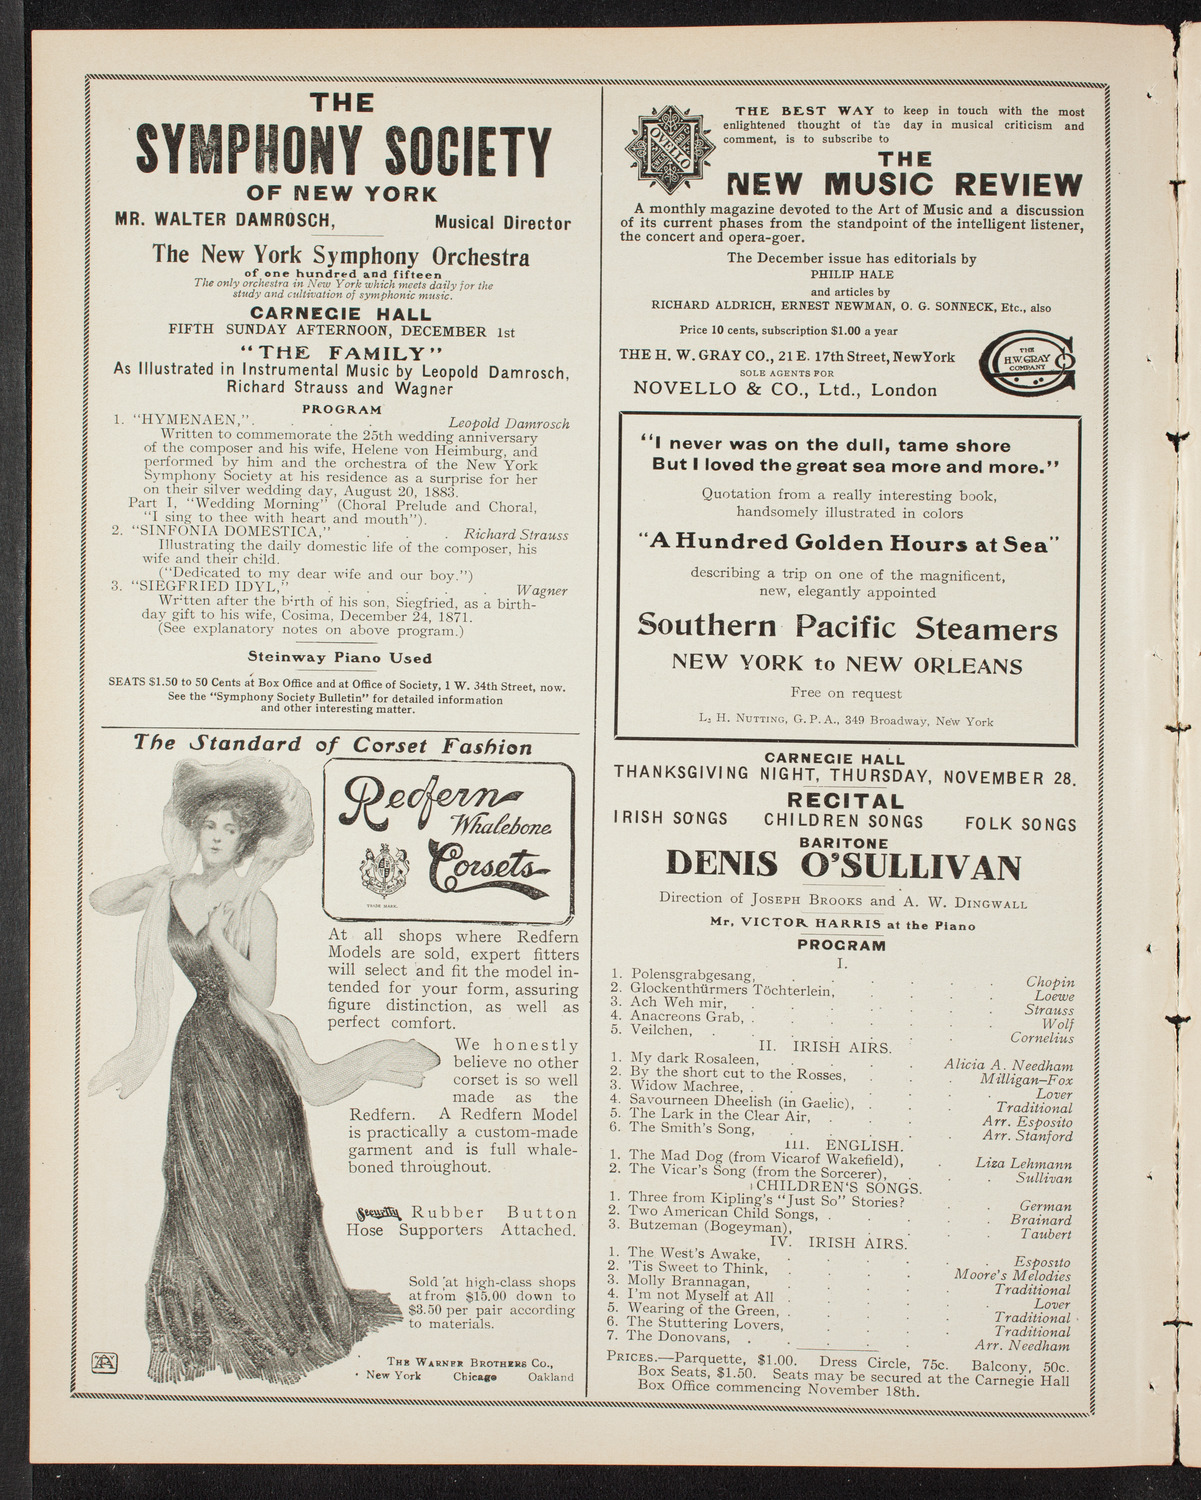 THE
SYMPHONY SOCIETY
OF NEW YORK
MR. WALTER DAMROSCH, Musical Director
The New York Symphony Orchestra
of one hundred and fifteen
The only orchestra in New York which meets daily for the
study and cultivation of symphonic music.
CARNEGIE HALL
FIFTH SUNDAY AFTERNOON, DECEMBER 1st
"THE FAMILY"
As Illustrated in Instrumental Music by Leopold Damrosch,
Richard Strauss and Wagner
PROGRAM
1. "HYMENAEN,". . . . . Leopold Damrosch
Written to commemorate the 25th wedding anniversary
of the composer and his wife, Helene von Heimburg, and
performed by him and the orchestra of the New York
Symphony Society at his residence as a surprise for her
on their silver wedding day, August 20, 1883.
Part I, "Wedding Morning" (Choral Prelude and Choral,
"I sing to thee with heart and mouth").
2. "SINFONIA DOMESTICA," . . . Richard Strauss
Illustrating the daily domestic life of the composer, his
wife and their child.
("Dedicated to my dear wife and our boy.")
3. "SIEGFRIED IDYL," . . . . . Wagner
Written after the birth of his son, Siegfried, as a birth-
day gift to his wife, Cosima, December 24, 1871.
(See explanatory notes on above program.)
Steinway Piano Used
SEATS $1.50 to 50 Cents at Box Office and at Office of Society, 1 W. 34th Street, now.
See the "Symphony Society Bulletin" for detailed information
and other interesting matter.
The Standard of Corset Fashion
Redfern
Whalebone
Corsets
TRADE MARK.
At all shops where Redfern
Models are sold, expert fitters
will select and fit the model in-
tended for your form, assuring
figure distinction, as well as
perfect comfort.
We honestly
believe no other
corset is so well
made as the
Redfern. A Redfern Model
is practically a custom-made
garment and is full whale-
boned throughout.
Security Rubber Button
Hose Supporters Attached.
Sold at high-class shops
at from $15.00 down to
$3.50 per pair according
to materials.
THE WARNER BROTHERS CO.,
New York Chicago Oakland
NOVELLO
THE BEST WAY to keep in touch with the most
enlightened thought of the day in musical criticism and
comment, is to subscribe to
THE
NEW MUSIC REVIEW
A monthly magazine devoted to the Art of Music and a discussion
of its current phases from the standpoint of the intelligent listener,
the concert and opera-goer.
The December issue has editorials by
PHILIP HALE
and articles by
RICHARD ALDRICH, ERNEST NEWMAN, O. G. SONNECK, Etc., also
Price 10 cents, subscription $1.00 a year
THE H. W. GRAY CO., 21 E. 17th Street, New York
SOLE AGENTS FOR
NOVELLO & CO., Ltd., London
THE
H.W. GRAY
COMPANY
"I never was on the dull, tame shore
But I loved the great sea more and more."
Quotation from a really interesting book,
handsomely illustrated in colors
"A Hundred Golden Hours at Sea"
describing a trip on one of the magnificent,
new, elegantly appointed
Southern Pacific Steamers
NEW YORK to NEW ORLEANS
Free on request
L. H. NUTTING, G. P. A., 349 Broadway, New York
CARNEGIE HALL
THANKSGIVING NIGHT, THURSDAY, NOVEMBER 28.
RECITAL
IRISH SONGS CHILDREN SONGS FOLK SONGS
BARITONE
DENIS O'SULLIVAN
Direction of JOSEPH BROOKS and A. W. DINGWALL
Mr. VICTOR HARRIS at the Piano
PROGRAM
I.
1. Polensgrabgesang, . . . . . Chopin
2. Glockenthürmers Töchterlein, . . . . Loewe
3. Ach Weh mir, . . . . . Strauss
4. Anacreons Grab, . . . . . Wolf
5. Veilchen, . . . . . Cornelius
II. IRISH AIRS.
1. My dark Rosaleen, . . . . Alicia A. Needham
2. By the short cut to the Rosses, . . Milligan-Fox
3. Widow Machree, . . . . . Lover
4. Savourneen Dheelish (in Gaelic), . . . Traditional
5. The Lark in the Clear Air, . . . Arr. Esposito
6. The Smith's Song, . . . . Arr. Stanford
III. ENGLISH.
1. The Mad Dog (from Vicar of Wakefield), . Liza Lehmann
2. The Vicar's Song (from the Sorcerer), . . . Sullivan
CHILDREN'S SONGS.
1. Three from Kipling's "Just So" Stories? . . German
2. Two American Child Songs, . . . . Brainard
3. Butzeman (Bogeyman), . . . . Taubert
IV. IRISH AIRS.
1. The West's Awake, . . . . . Esposito
2. 'Tis Sweet to Think, . . . . Moore's Melodies
3. Molly Brannagan, . . . . Traditional
4. I'm not Myself at All . . . . . Lover
5. Wearing of the Green, . . . . . Traditional
6. The Stuttering Lovers, . . . . Traditional
7. The Donovans, . . . . . Arr. Needham
PRICES.—Parquette, $1.00. Dress Circle, 75c. Balcony, 50c.
Box Seats, $1.50. Seats may be secured at the Carnegie Hall
Box Office commencing November 18th.